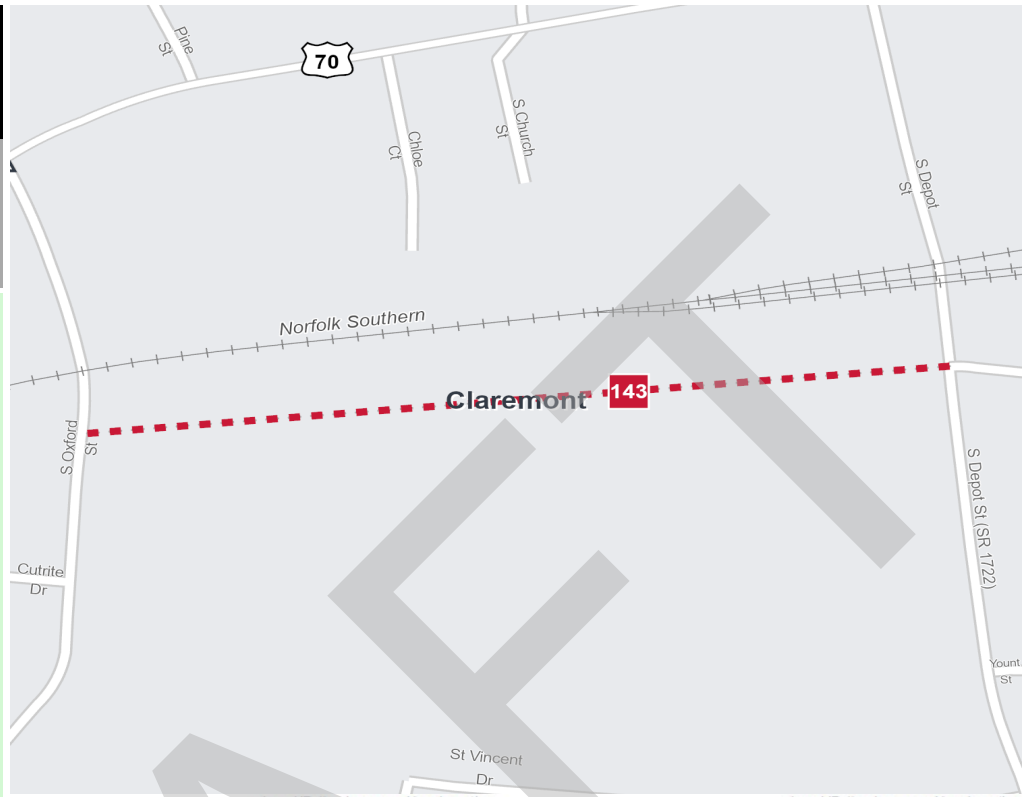 Pine
St
70
S Church
St
Chloe
Ct
S Depot
St
Norfolk Southern
143
Claremont
S Oxford
St
S Depot St (SR 1722)
Cutrite
Dr
Yount
St
St Vincent
Dr